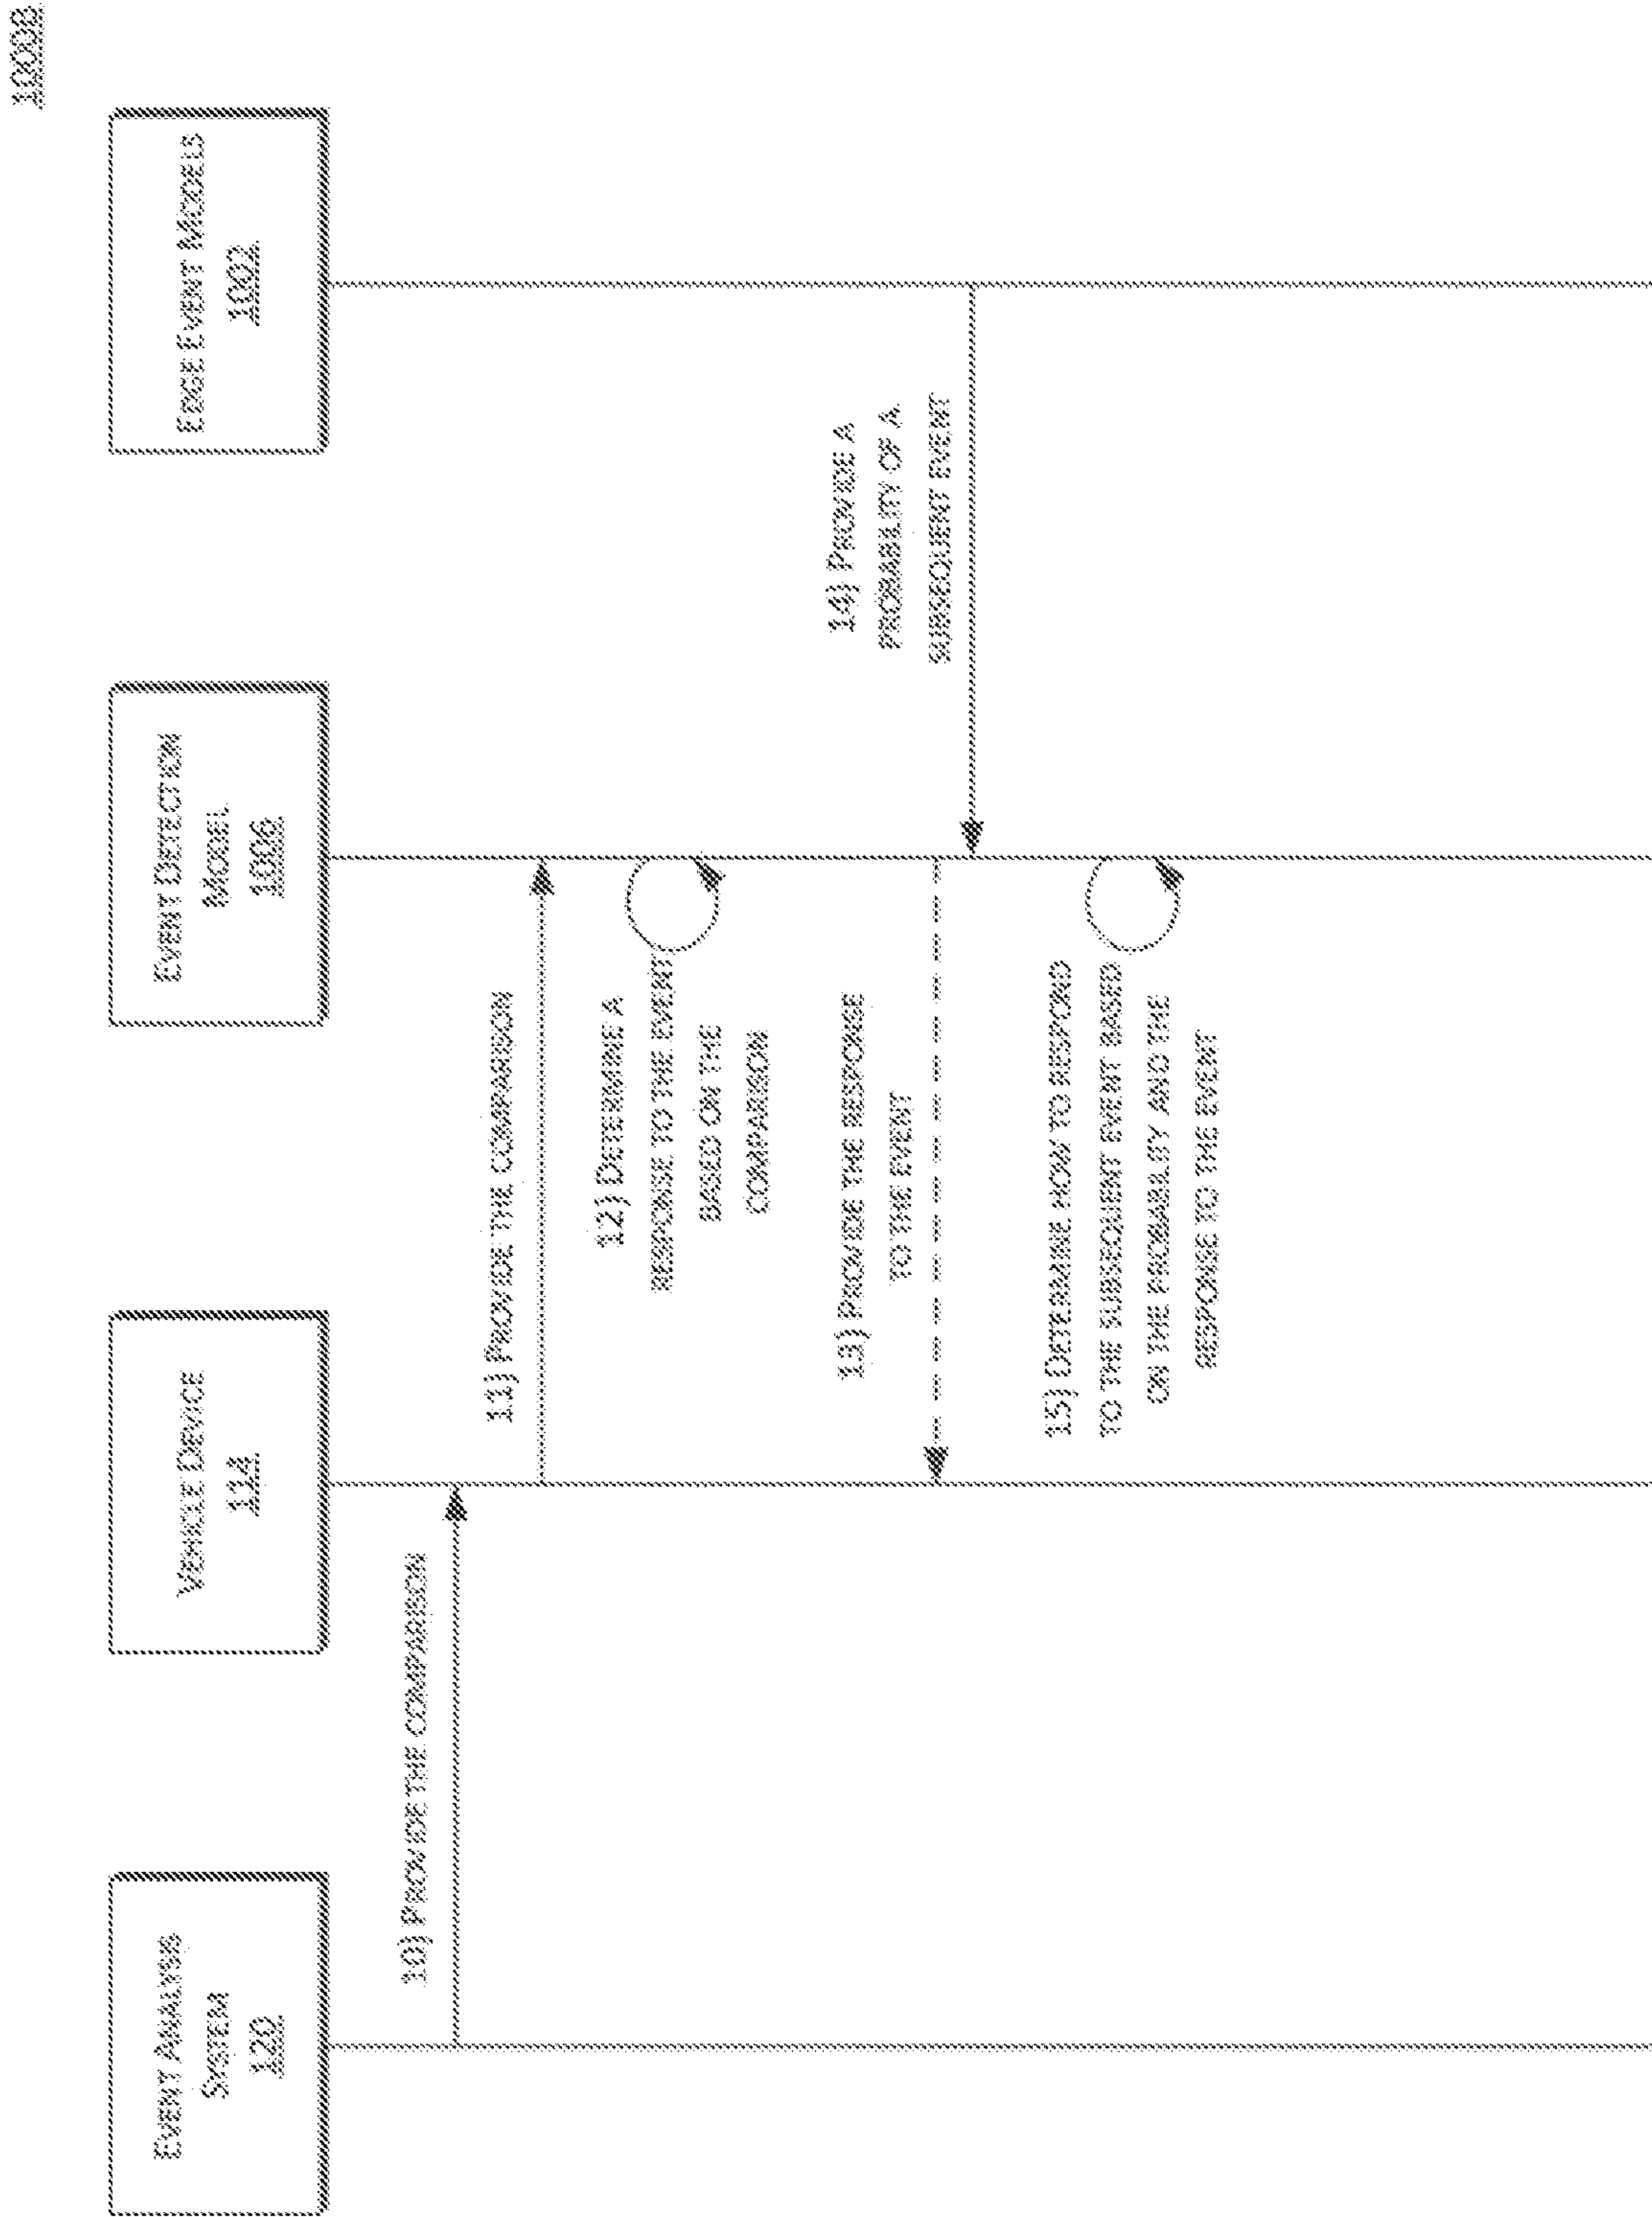 1000B
EVENT ANALYSIS
SYSTEM
120
VEHICLE DEVICE
114
EVENT DETECTION
MODEL
1006
EDGE EVENT MODELS
1002
10) PROVIDE THE COMPARISON
11) PROVIDE THE COMPARISON
12) DETERMINE A
RESPONSE TO THE EVENT
BASED ON THE
COMPARISON
13) PROVIDE THE RESPONSE
TO THE EVENT
14) PROVIDE A
PROBABILITY OF A
SUBSEQUENT EVENT
15) DETERMINE HOW TO RESPOND
TO THE SUBSEQUENT EVENT BASED
ON THE PROBABILITY AND THE
RESPONSE TO THE EVENT